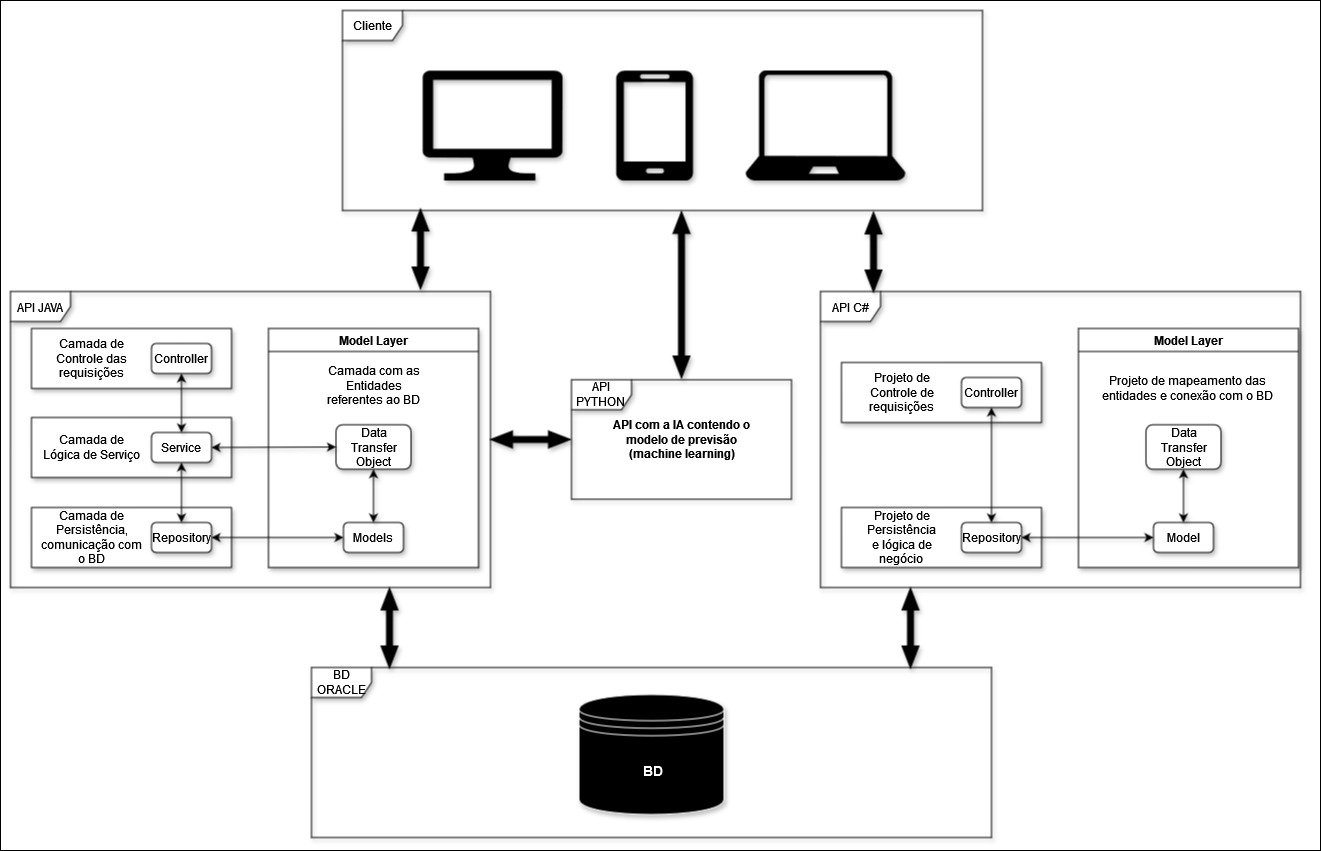 Cliente
API JAVA
Camada de
Controle das
requisições
Controller
Camada de
Lógica de Serviço
Service
Camada de
Persistência,
comunicação com
o BD
Repository
Model Layer
Camada com as
Entidades
referentes ao BD
Data
Transfer
Object
Models
API
PYTHON
API com a IA contendo o
modelo de previsão
(machine learning)
API C#
Projeto de
Controle de
requisições
Controller
Projeto de
Persistência
e lógica de
negócio
Repository
Model Layer
Projeto de mapeamento das
entidades e conexão com o BD
Data
Transfer
Object
Model
BD
ORACLE
BD